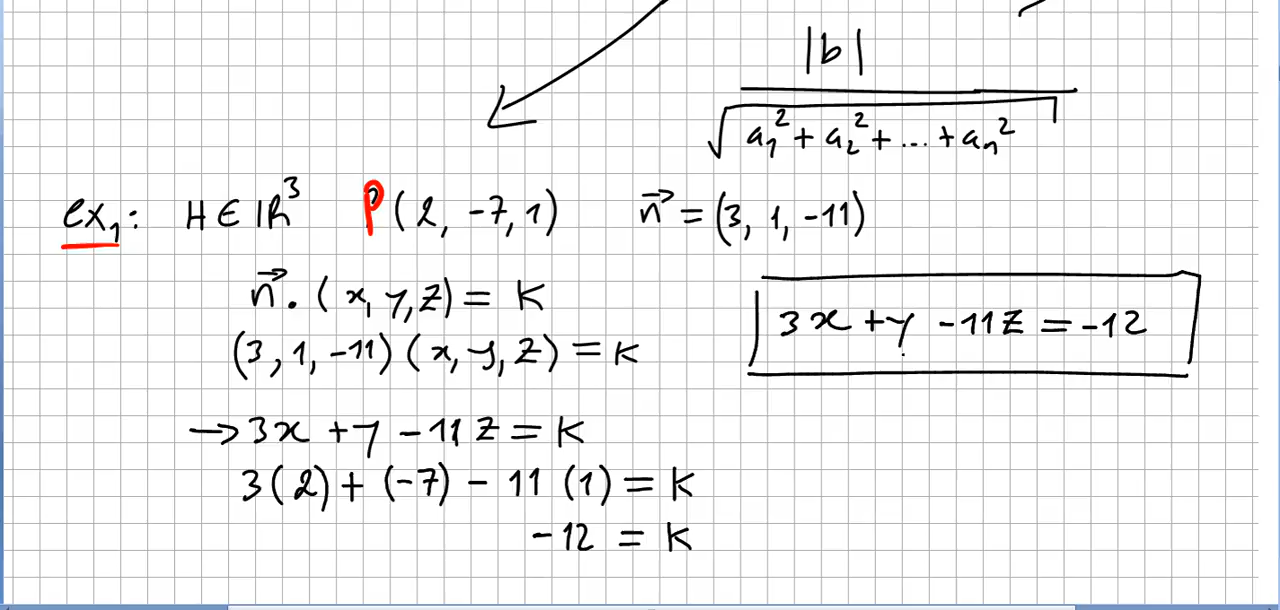 |b|
√a₁² + a₂² + ... + aₙ²
ex₁: H ∈ ℝ³ P(2, -7, 1) n⃗ = (3, 1, -11)
n⃗ . (x, y, z) = K
3x + y - 11z = -12
(3, 1, -11) (x, y, z) = K
→ 3x + y - 11z = K
3(2) + (-7) - 11 (1) = K
-12 = K